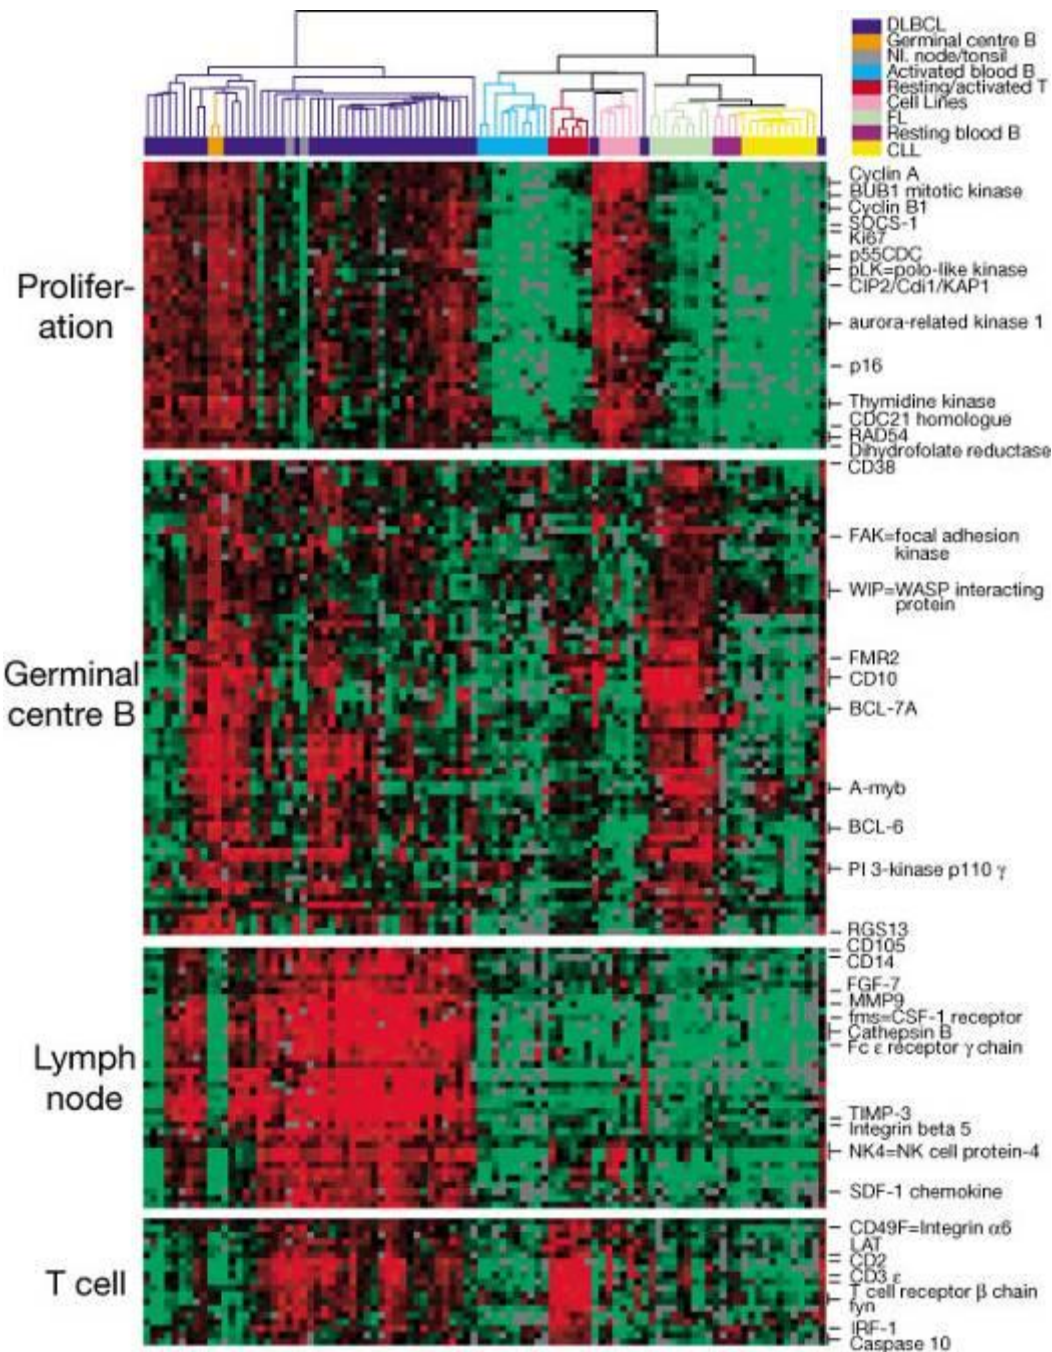 DLBCL
Germinal centre B
Nl. node/tonsil
Activated blood B
Resting/activated T
Cell Lines
FL
Resting blood B
CLL
Prolifer-
ation
Cyclin A
BUB1 mitotic kinase
Cyclin B1
SOCS-1
Ki67
p55CDC
pLK=polo-like kinase
CIP2/Cdi1/KAP1
aurora-related kinase 1
p16
Thymidine kinase
CDC21 homologue
RAD54
Dihydrofolate reductase
Germinal
centre B
CD38
FAK=focal adhesion
kinase
WIP=WASP interacting
protein
FMR2
CD10
BCL-7A
A-myb
BCL-6
PI 3-kinase p110 γ
RGS13
Lymph
node
CD105
CD14
FGF-7
MMP9
fms=CSF-1 receptor
Cathepsin B
Fc ε receptor γ chain
TIMP-3
Integrin beta 5
NK4=NK cell protein-4
SDF-1 chemokine
T cell
CD49F=Integrin α6
LAT
CD2
CD3 ε
T cell receptor β chain
fyn
IRF-1
Caspase 10